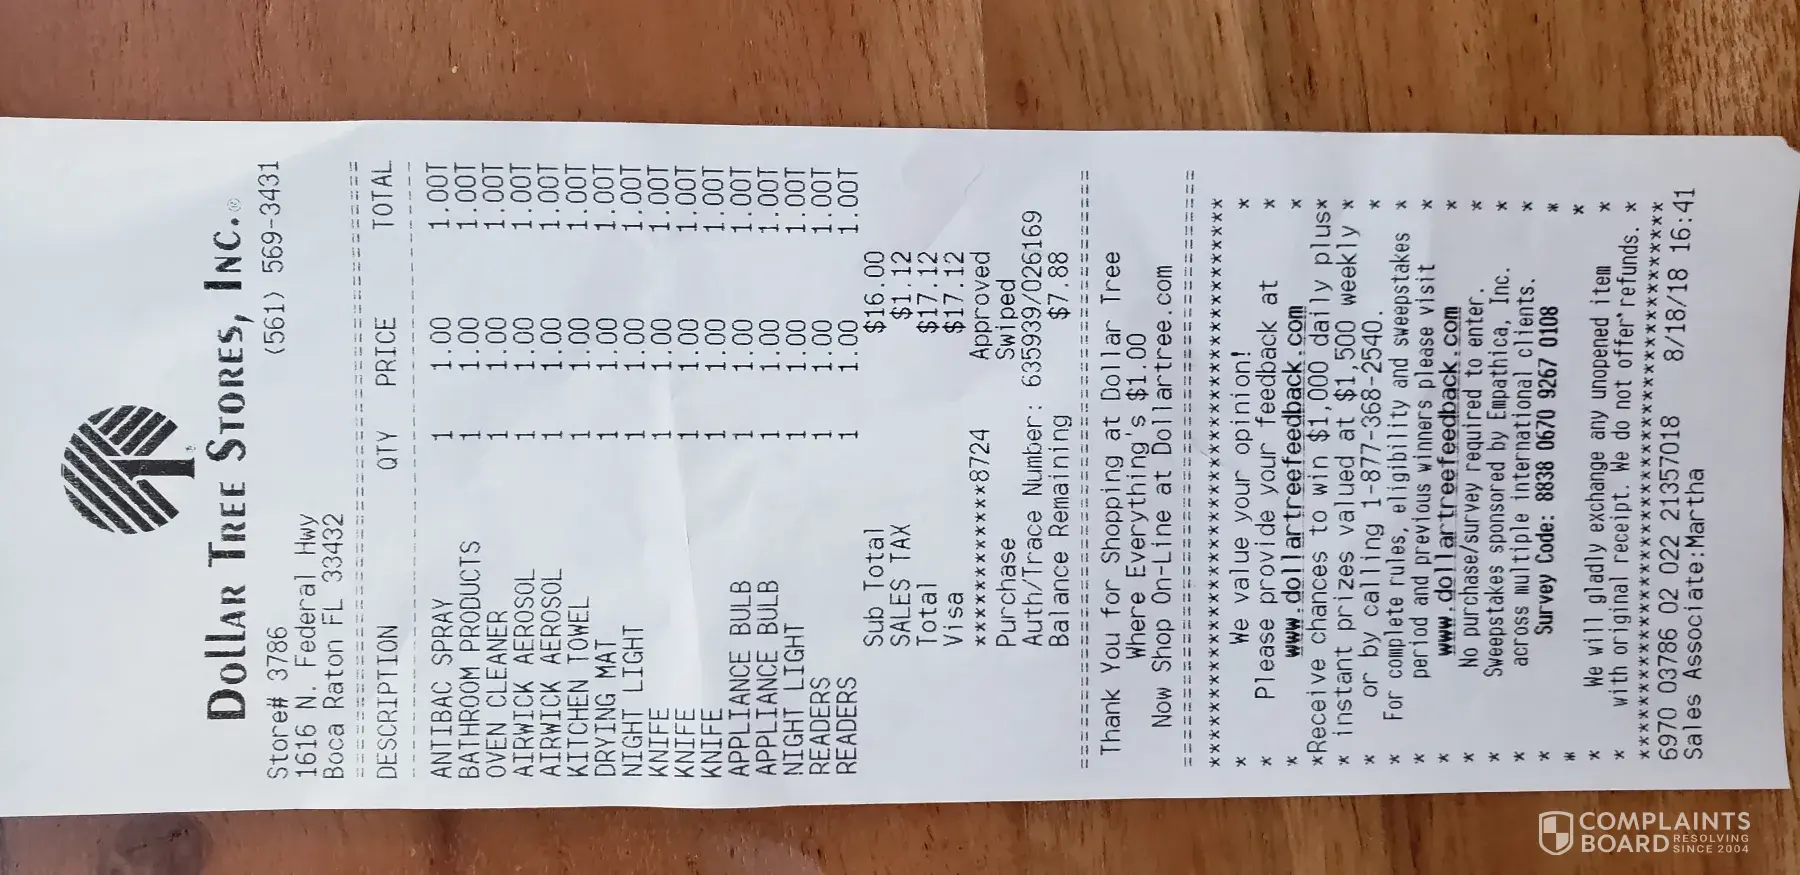 DOLLAR TREE STORES, INC.®
Store# 3786 (561) 569-3431
1616 N. Federal Hwy
Boca Raton FL 33432
================================================
DESCRIPTION QTY PRICE TOTAL
------------------------------------------------
ANTIBAC SPRAY 1 1.00 1.00T
BATHROOM PRODUCTS 1 1.00 1.00T
OVEN CLEANER 1 1.00 1.00T
AIRWICK AEROSOL 1 1.00 1.00T
AIRWICK AEROSOL 1 1.00 1.00T
KITCHEN TOWEL 1 1.00 1.00T
DRYING MAT 1 1.00 1.00T
NIGHT LIGHT 1 1.00 1.00T
KNIFE 1 1.00 1.00T
KNIFE 1 1.00 1.00T
KNIFE 1 1.00 1.00T
APPLIANCE BULB 1 1.00 1.00T
APPLIANCE BULB 1 1.00 1.00T
NIGHT LIGHT 1 1.00 1.00T
READERS 1 1.00 1.00T
READERS 1 1.00 1.00T
Sub Total $16.00
SALES TAX $1.12
Total $17.12
Visa $17.12
************8724 Approved
Purchase Swiped
Auth/Trace Number: 635939/026169
Balance Remaining $7.88
================================================
Thank You for Shopping at Dollar Tree
Where Everything's $1.00
Now Shop On-Line at Dollartree.com
================================================
************************************************
* We value your opinion! *
* Please provide your feedback at *
* www.dollartreefeedback.com *
*Receive chances to win $1,000 daily plus*
* instant prizes valued at $1,500 weekly *
* or by calling 1-877-368-2540. *
* For complete rules, eligibility and sweepstakes *
* period and previous winners please visit *
* www.dollartreefeedback.com *
* No purchase/survey required to enter. *
* Sweepstakes sponsored by Empathica, Inc. *
* across multiple international clients. *
* Survey Code: 8838 0670 9267 0108 *
* *
* We will gladly exchange any unopened item *
* with original receipt. We do not offer refunds. *
************************************************
6970 03786 02 022 21357018 8/18/18 16:41
Sales Associate:Martha
COMPLAINTS
BOARD RESOLVING
SINCE 2004